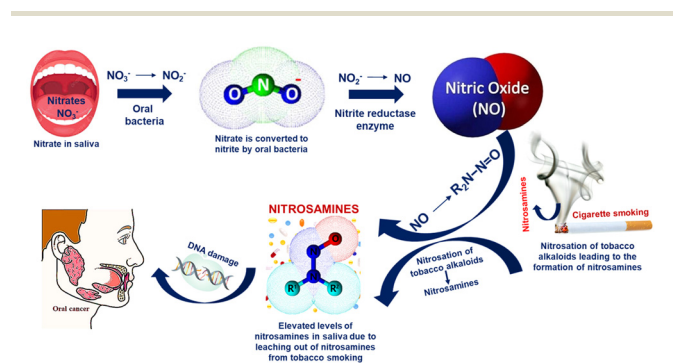 Nitrates
NO3-
Nitrate in saliva
NO3- → NO2-
Oral
bacteria
O N O -
Nitrate is converted to
nitrite by oral bacteria
NO2- → NO
Nitrite reductase
enzyme
Nitric Oxide
(NO)
NO → R2N–N=O
Nitrosamines
Cigarette smoking
Nitrosation of tobacco
alkaloids leading to the
formation of nitrosamines
Nitrosation of
tobacco alkaloids
Nitrosamines
NITROSAMINES
O
N
N
R1 R2
Elevated levels of
nitrosamines in saliva due to
leaching out of nitrosamines
from tobacco smoking
DNA damage
Oral cancer